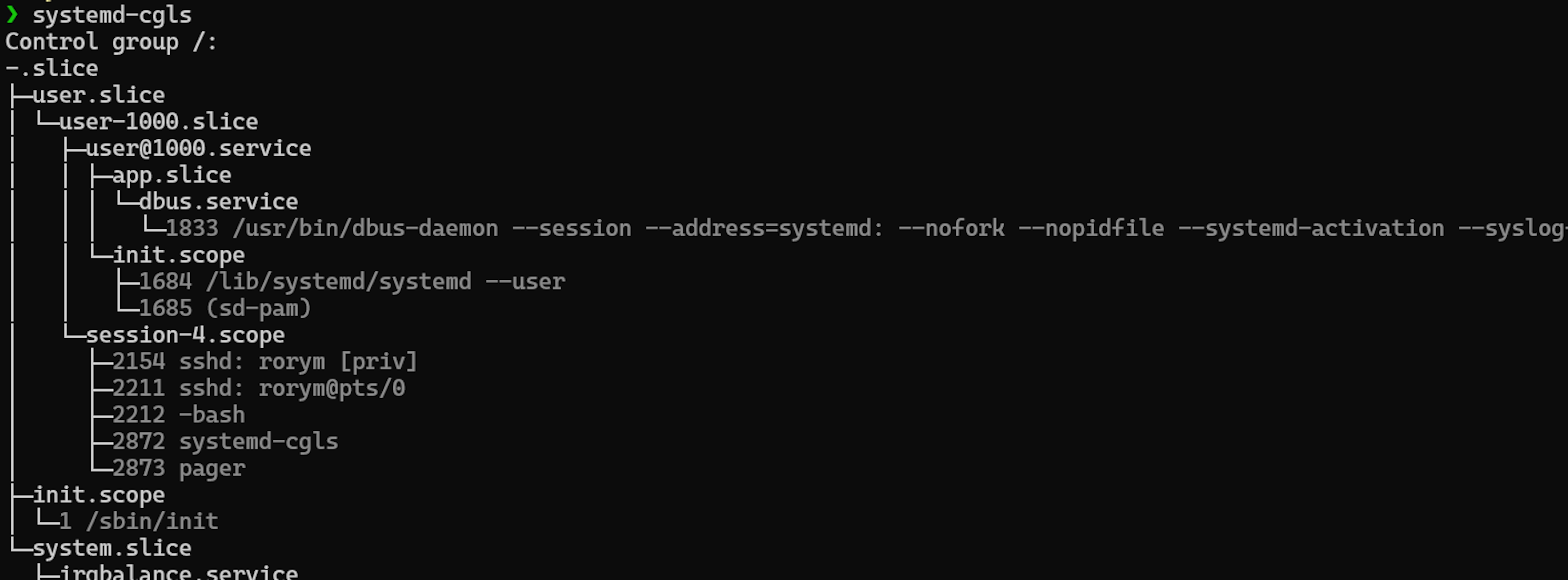 ❯ systemd-cgls
Control group /:
-.slice
├─user.slice
│ └─user-1000.slice
│   ├─user@1000.service
│   │ ├─app.slice
│   │ │ └─dbus.service
│   │ │   └─1833 /usr/bin/dbus-daemon --session --address=systemd: --nofork --nopidfile --systemd-activation --syslog-
│   │ └─init.scope
│   │   ├─1684 /lib/systemd/systemd --user
│   │   └─1685 (sd-pam)
│   └─session-4.scope
│     ├─2154 sshd: rorym [priv]
│     ├─2211 sshd: rorym@pts/0
│     ├─2212 -bash
│     ├─2872 systemd-cgls
│     └─2873 pager
├─init.scope
│ └─1 /sbin/init
└─system.slice
  ├─irqbalance.service